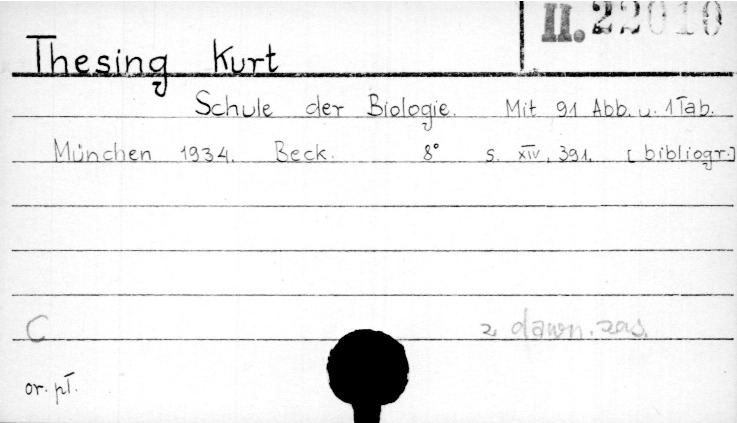 II. 22010
Thesing Kurt
Schule der Biologie. Mit 91 Abb. u. 1 Tab.
München 1934. Beck. 8° s. XIV, 391. [bibliogr.]
C z dawn. zas.
or. pł.